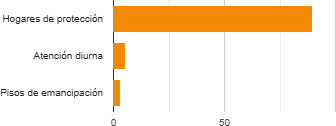 Hogares de protección
Atención diurna
Pisos de emancipación
0 50